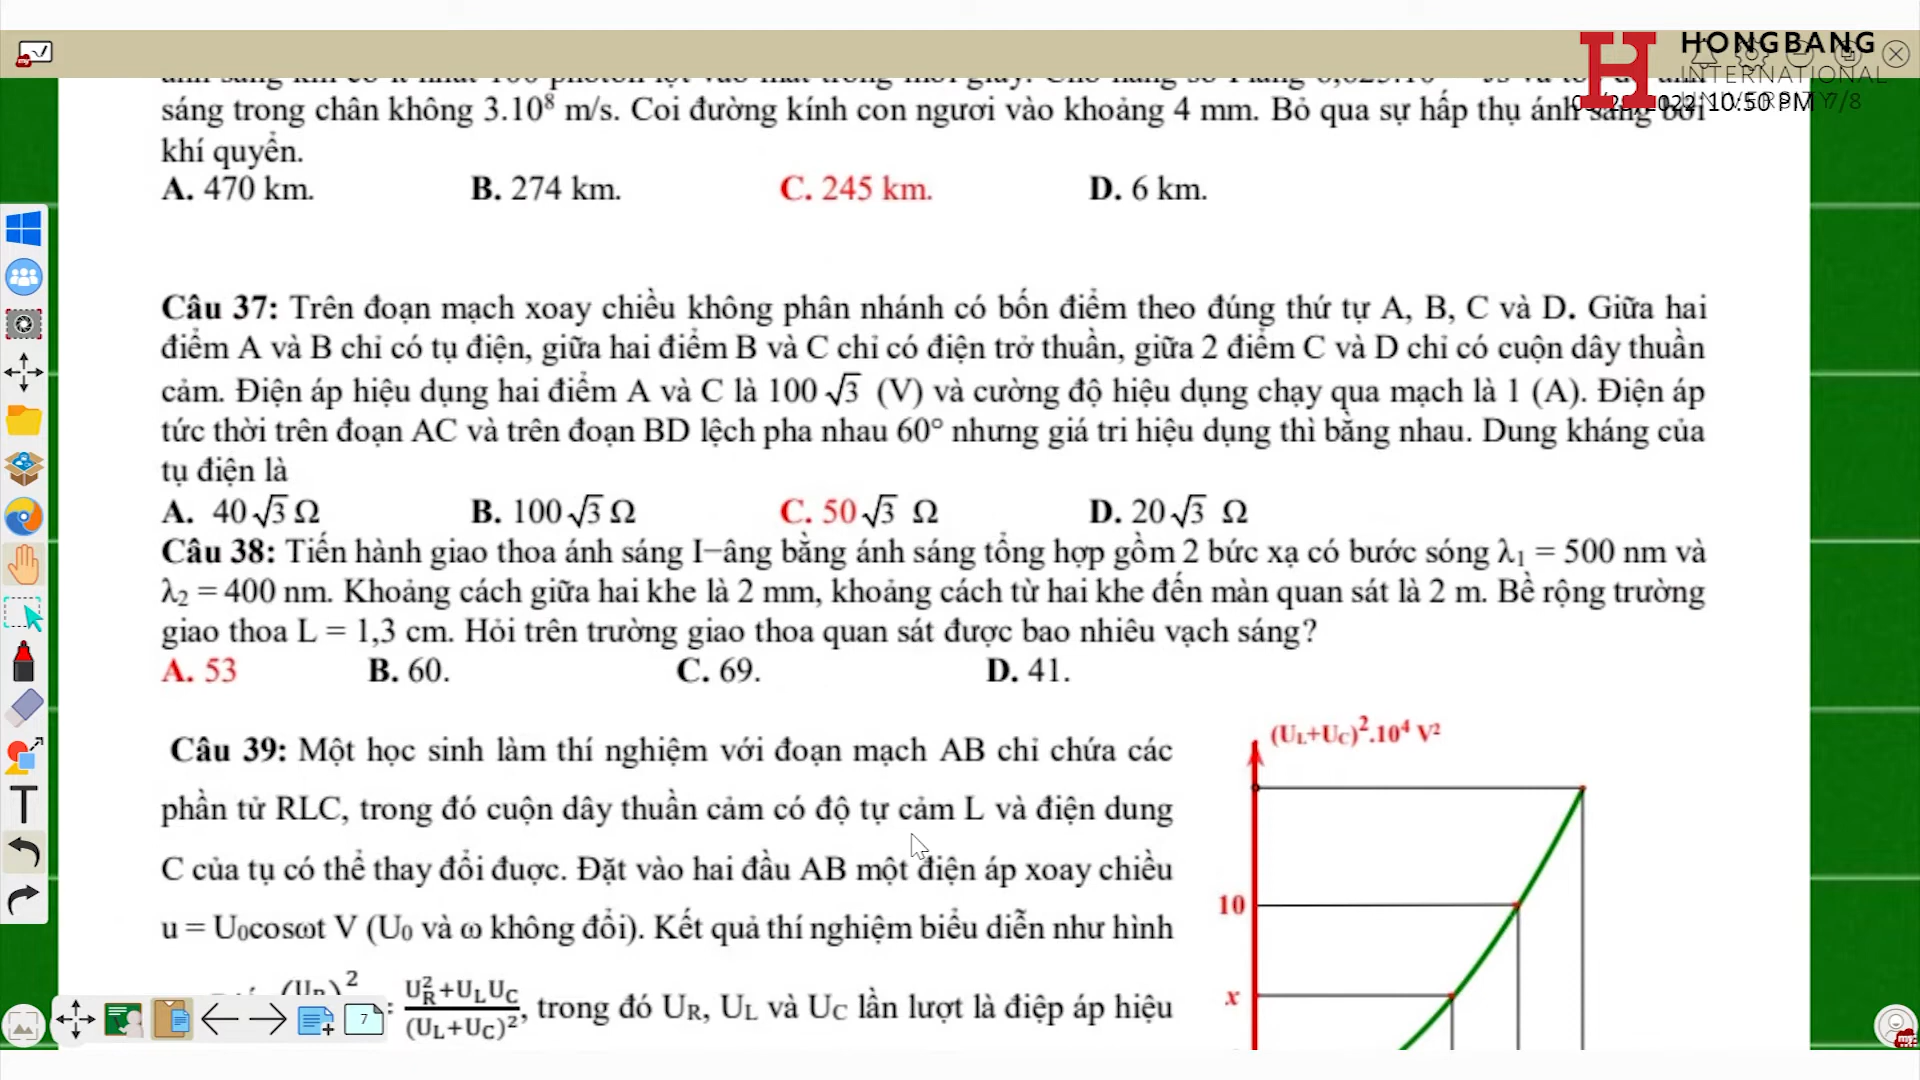 HONGBANG
INTERNATIONAL
UNIVERSITY
2022, 10:50 PM 7/8
sáng trong chân không 3.10⁸ m/s. Coi đường kính con ngươi vào khoảng 4 mm. Bỏ qua sự hấp thụ ánh sáng bởi
khí quyển.
A. 470 km. B. 274 km. C. 245 km. D. 6 km.
Câu 37: Trên đoạn mạch xoay chiều không phân nhánh có bốn điểm theo đúng thứ tự A, B, C và D. Giữa hai
điểm A và B chỉ có tụ điện, giữa hai điểm B và C chỉ có điện trở thuần, giữa 2 điểm C và D chỉ có cuộn dây thuần
cảm. Điện áp hiệu dụng hai điểm A và C là 100√3 (V) và cường độ hiệu dụng chạy qua mạch là 1 (A). Điện áp
tức thời trên đoạn AC và trên đoạn BD lệch pha nhau 60° nhưng giá tri hiệu dụng thì bằng nhau. Dung kháng của
tụ điện là
A. 40√3 Ω B. 100√3 Ω C. 50√3 Ω D. 20√3 Ω
Câu 38: Tiến hành giao thoa ánh sáng I−âng bằng ánh sáng tổng hợp gồm 2 bức xạ có bước sóng λ₁ = 500 nm và
λ₂ = 400 nm. Khoảng cách giữa hai khe là 2 mm, khoảng cách từ hai khe đến màn quan sát là 2 m. Bề rộng trường
giao thoa L = 1,3 cm. Hỏi trên trường giao thoa quan sát được bao nhiêu vạch sáng?
A. 53 B. 60. C. 69. D. 41.
Câu 39: Một học sinh làm thí nghiệm với đoạn mạch AB chỉ chứa các
phần tử RLC, trong đó cuộn dây thuần cảm có độ tự cảm L và điện dung
C của tụ có thể thay đổi đuợc. Đặt vào hai đầu AB một điện áp xoay chiều
u = U₀cosωt V (U₀ và ω không đổi). Kết quả thí nghiệm biểu diễn như hình
(U_R)² : (U_R²+U_LU_C)/(U_L+U_C)², trong đó U_R, U_L và U_C lần lượt là điệp áp hiệu
(U_L+U_C)².10⁴ V²
10
x
T
7